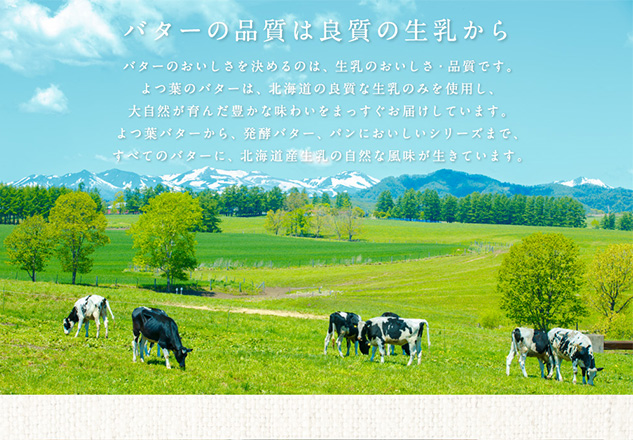 バターの品質は良質の生乳から
バターのおいしさを決めるのは、生乳のおいしさ・品質です。
よつ葉のバターは、北海道の良質な生乳のみを使用し、
大自然が育んだ豊かな味わいをまっすぐお届けしています。
よつ葉バターから、発酵バター、パンにおいしいシリーズまで、
すべてのバターに、北海道産生乳の自然な風味が生きています。